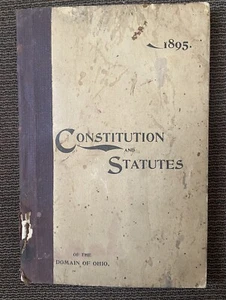 1895.
CONSTITUTION
AND
STATUTES
OF THE
DOMAIN OF OHIO.